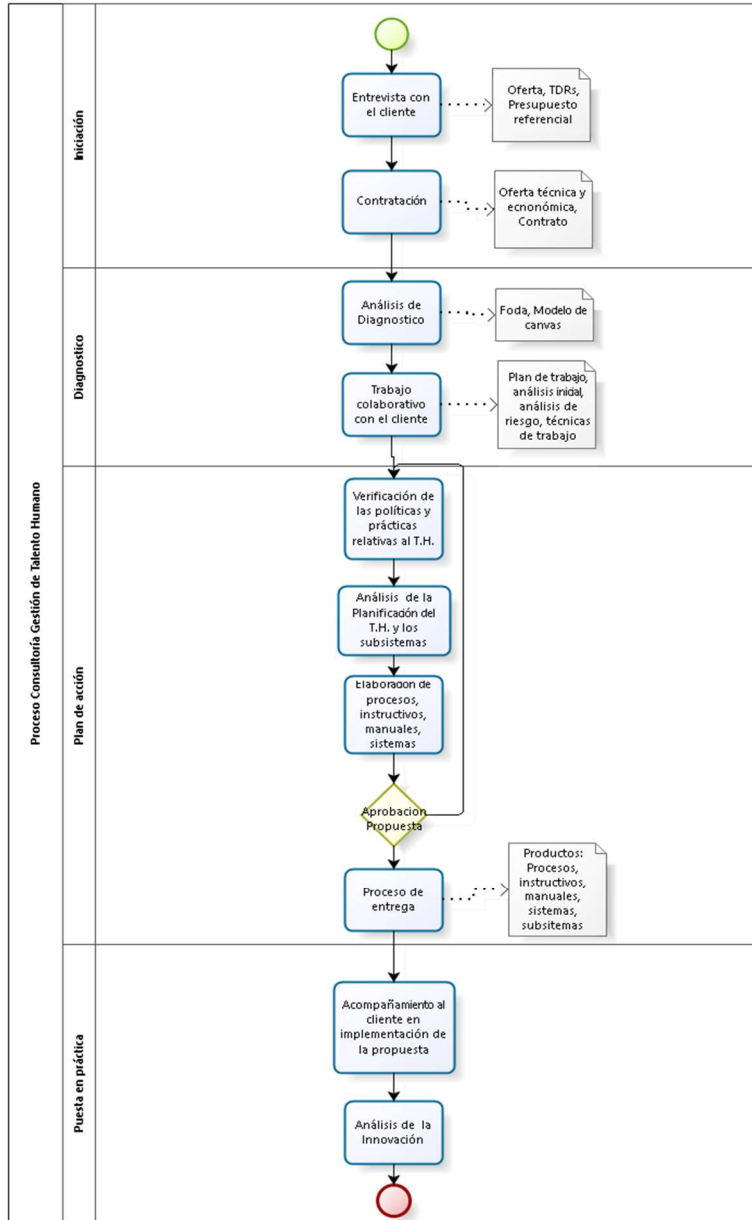 Proceso Consultoría Gestión de Talento Humano
Iniciación
Entrevista con
el cliente
Oferta, TDRs,
Presupuesto
referencial
Contratación
Oferta técnica y
ecnonómica,
Contrato
Diagnostico
Análisis de
Diagnostico
Foda, Modelo de
canvas
Trabajo
colaborativo
con el cliente
Plan de trabajo,
análisis inicial,
análisis de
riesgo, técnicas
de trabajo
Plan de acción
Verificación de
las políticas y
prácticas
relativas al T.H.
Análisis de la
Planificación del
T.H. y los
subsistemas
Elaboracion de
procesos,
instructivos,
manuales,
sistemas
Aprobacion
Propuesta
Proceso de
entrega
Productos:
Procesos,
instructivos,
manuales,
sistemas,
subsitemas
Puesta en práctica
Acompañamiento al
cliente en
implementación de
la propuesta
Análisis de la
Innovación